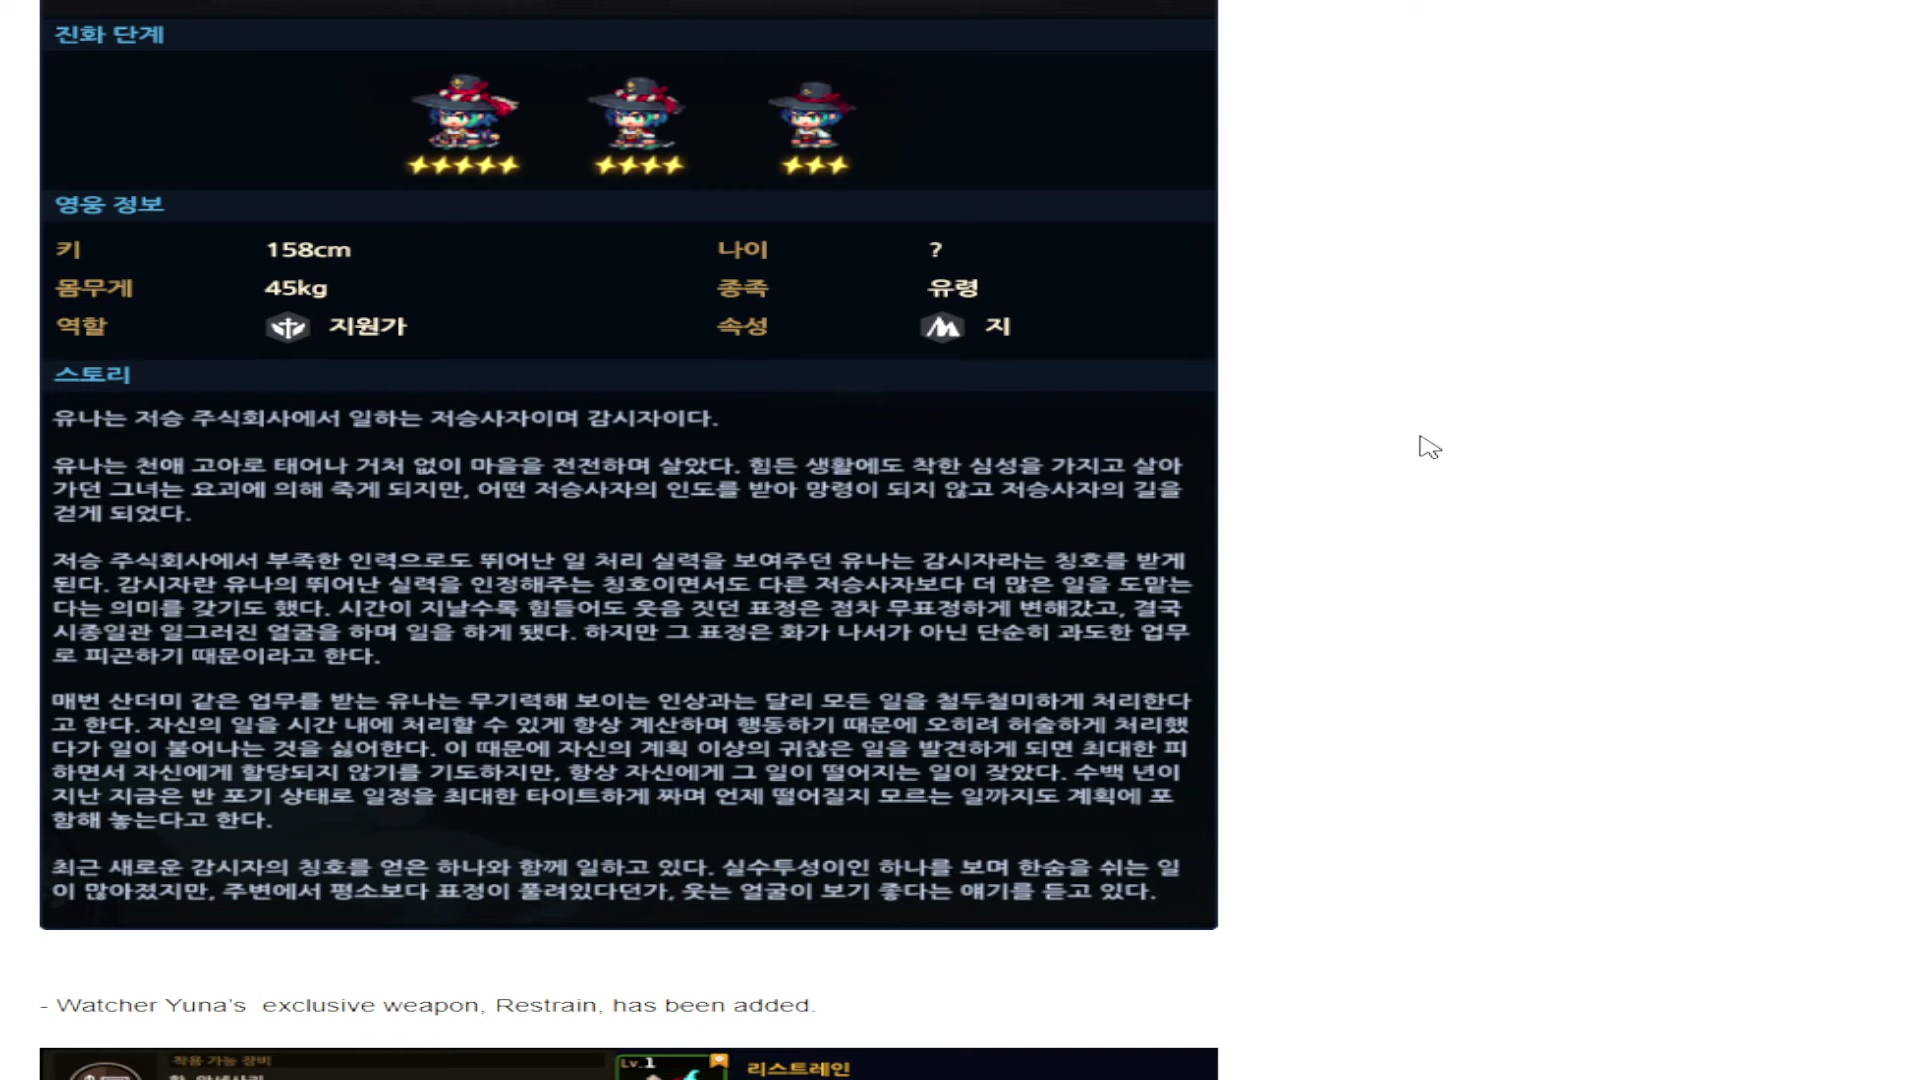 진화 단계
영웅 정보
키 158cm 나이 ?
몸무게 45kg 종족 유령
역할 지원가 속성 지
스토리
유나는 저승 주식회사에서 일하는 저승사자이며 감시자이다.
유나는 천애 고아로 태어나 거처 없이 마을을 전전하며 살았다. 힘든 생활에도 착한 심성을 가지고 살아
가던 그녀는 요괴에 의해 죽게 되지만, 어떤 저승사자의 인도를 받아 망령이 되지 않고 저승사자의 길을
걷게 되었다.
저승 주식회사에서 부족한 인력으로도 뛰어난 일 처리 실력을 보여주던 유나는 감시자라는 칭호를 받게
된다. 감시자란 유나의 뛰어난 실력을 인정해주는 칭호이면서도 다른 저승사자보다 더 많은 일을 도맡는
다는 의미를 갖기도 했다. 시간이 지날수록 힘들어도 웃음 짓던 표정은 점차 무표정하게 변해갔고, 결국
시종일관 일그러진 얼굴을 하며 일을 하게 됐다. 하지만 그 표정은 화가 나서가 아닌 단순히 과도한 업무
로 피곤하기 때문이라고 한다.
매번 산더미 같은 업무를 받는 유나는 무기력해 보이는 인상과는 달리 모든 일을 철두철미하게 처리한다
고 한다. 자신의 일을 시간 내에 처리할 수 있게 항상 계산하며 행동하기 때문에 오히려 허술하게 처리했
다가 일이 불어나는 것을 싫어한다. 이 때문에 자신의 계획 이상의 귀찮은 일을 발견하게 되면 최대한 피
하면서 자신에게 할당되지 않기를 기도하지만, 항상 자신에게 그 일이 떨어지는 일이 잦았다. 수백 년이
지난 지금은 반 포기 상태로 일정을 최대한 타이트하게 짜며 언제 떨어질지 모르는 일까지도 계획에 포
함해 놓는다고 한다.
최근 새로운 감시자의 칭호를 얻은 하나와 함께 일하고 있다. 실수투성이인 하나를 보며 한숨을 쉬는 일
이 많아졌지만, 주변에서 평소보다 표정이 풀려있다던가, 웃는 얼굴이 보기 좋다는 얘기를 듣고 있다.
- Watcher Yuna’s exclusive weapon, Restrain, has been added.
착용 가능 장비
Lv.1
리스트레인